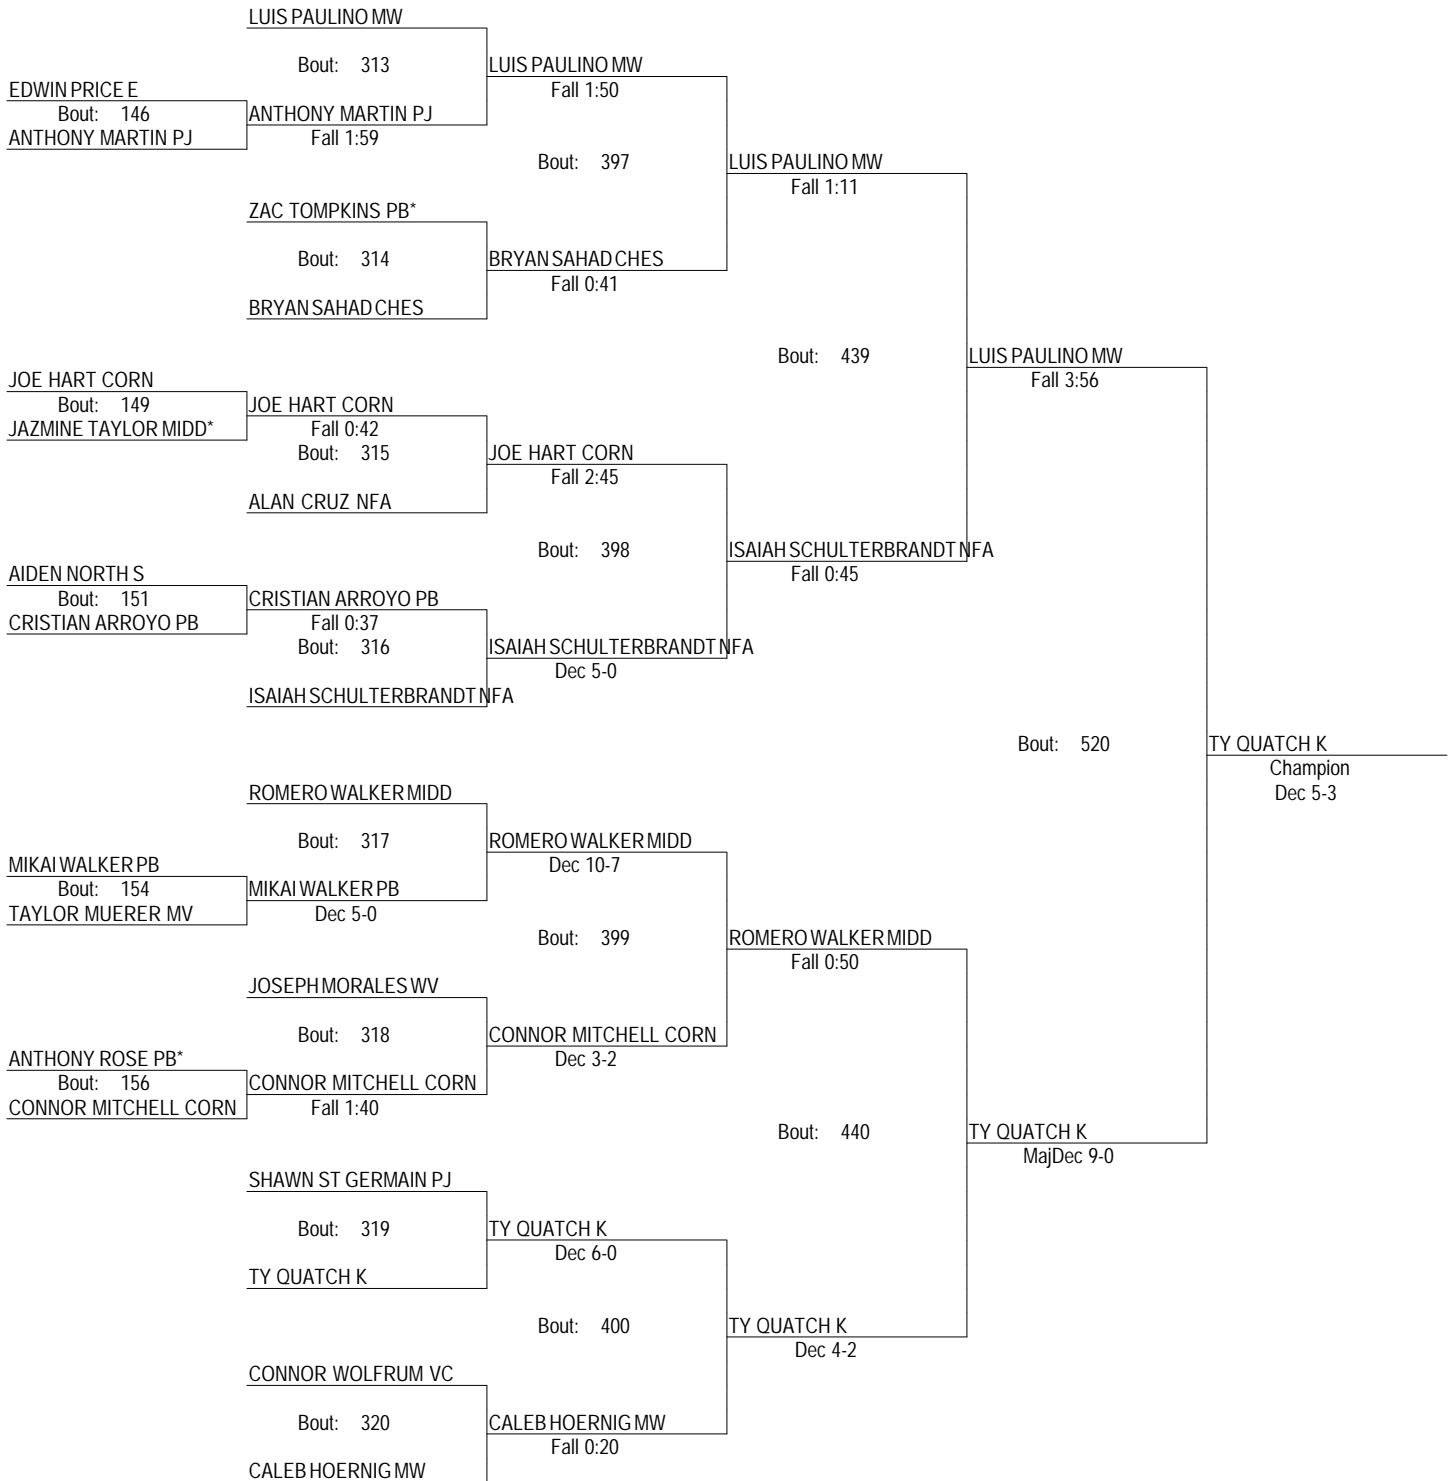 LUIS PAULINO MW
Bout: 313
LUIS PAULINO MW
Fall 1:50
EDWIN PRICE E
Bout: 146
ANTHONY MARTIN PJ
ANTHONY MARTIN PJ
Fall 1:59
Bout: 397
LUIS PAULINO MW
Fall 1:11
ZAC TOMPKINS PB*
Bout: 314
BRYAN SAHAD CHES
Fall 0:41
BRYAN SAHAD CHES
Bout: 439
LUIS PAULINO MW
Fall 3:56
JOE HART CORN
Bout: 149
JAZMINE TAYLOR MIDD*
JOE HART CORN
Fall 0:42
Bout: 315
JOE HART CORN
Fall 2:45
ALAN CRUZ NFA
Bout: 398
ISAIAH SCHULTERBRANDT NFA
Fall 0:45
AIDEN NORTH S
Bout: 151
CRISTIAN ARROYO PB
CRISTIAN ARROYO PB
Fall 0:37
Bout: 316
ISAIAH SCHULTERBRANDT NFA
Dec 5-0
ISAIAH SCHULTERBRANDT NFA
Bout: 520
TY QUATCH K
Champion
Dec 5-3
ROMERO WALKER MIDD
Bout: 317
ROMERO WALKER MIDD
Dec 10-7
MIKAI WALKER PB
Bout: 154
TAYLOR MUERER MV
MIKAI WALKER PB
Dec 5-0
Bout: 399
ROMERO WALKER MIDD
Fall 0:50
JOSEPH MORALES WV
Bout: 318
CONNOR MITCHELL CORN
Dec 3-2
ANTHONY ROSE PB*
Bout: 156
CONNOR MITCHELL CORN
CONNOR MITCHELL CORN
Fall 1:40
Bout: 440
TY QUATCH K
MajDec 9-0
SHAWN ST GERMAIN PJ
Bout: 319
TY QUATCH K
Dec 6-0
TY QUATCH K
Bout: 400
TY QUATCH K
Dec 4-2
CONNOR WOLFRUM VC
Bout: 320
CALEB HOERNIG MW
Fall 0:20
CALEB HOERNIG MW